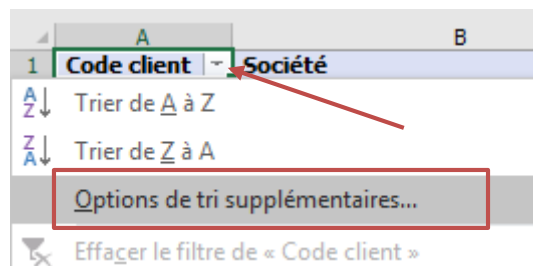 A B
1 Code client Société
Trier de A à Z
Trier de Z à A
Options de tri supplémentaires...
Effacer le filtre de « Code client »